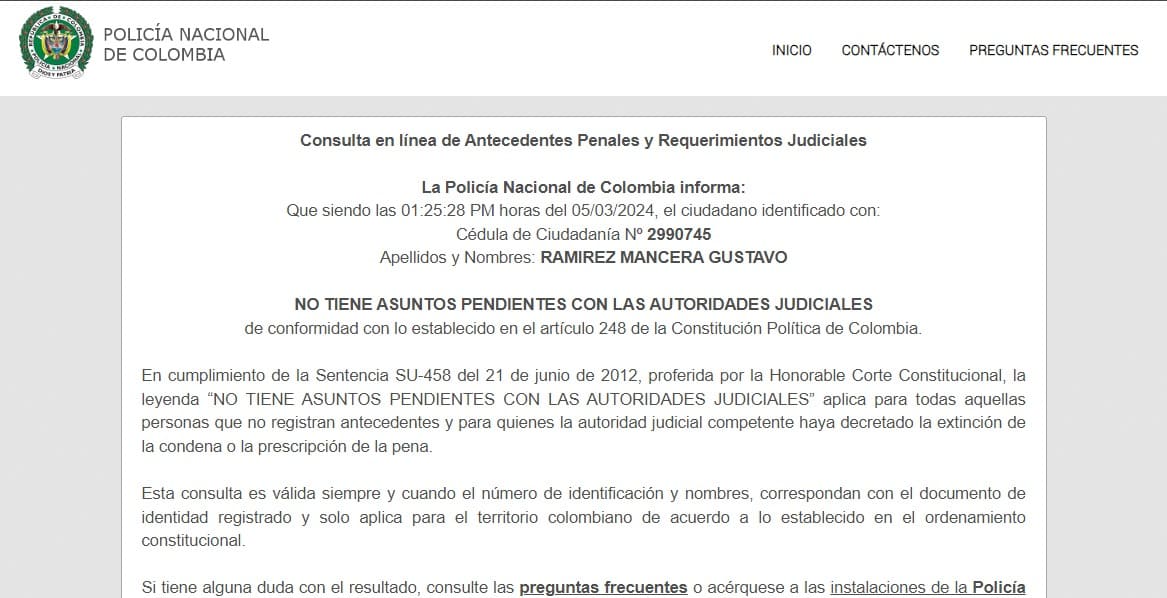 POLICÍA NACIONAL
DE COLOMBIA
INICIO CONTÁCTENOS PREGUNTAS FRECUENTES
Consulta en línea de Antecedentes Penales y Requerimientos Judiciales
La Policía Nacional de Colombia informa:
Que siendo las 01:25:28 PM horas del 05/03/2024, el ciudadano identificado con:
Cédula de Ciudadanía Nº 2990745
Apellidos y Nombres: RAMIREZ MANCERA GUSTAVO
NO TIENE ASUNTOS PENDIENTES CON LAS AUTORIDADES JUDICIALES
de conformidad con lo establecido en el artículo 248 de la Constitución Política de Colombia.
En cumplimiento de la Sentencia SU-458 del 21 de junio de 2012, proferida por la Honorable Corte Constitucional, la
leyenda “NO TIENE ASUNTOS PENDIENTES CON LAS AUTORIDADES JUDICIALES” aplica para todas aquellas
personas que no registran antecedentes y para quienes la autoridad judicial competente haya decretado la extinción de
la condena o la prescripción de la pena.
Esta consulta es válida siempre y cuando el número de identificación y nombres, correspondan con el documento de
identidad registrado y solo aplica para el territorio colombiano de acuerdo a lo establecido en el ordenamiento
constitucional.
Si tiene alguna duda con el resultado, consulte las preguntas frecuentes o acérquese a las instalaciones de la Policía